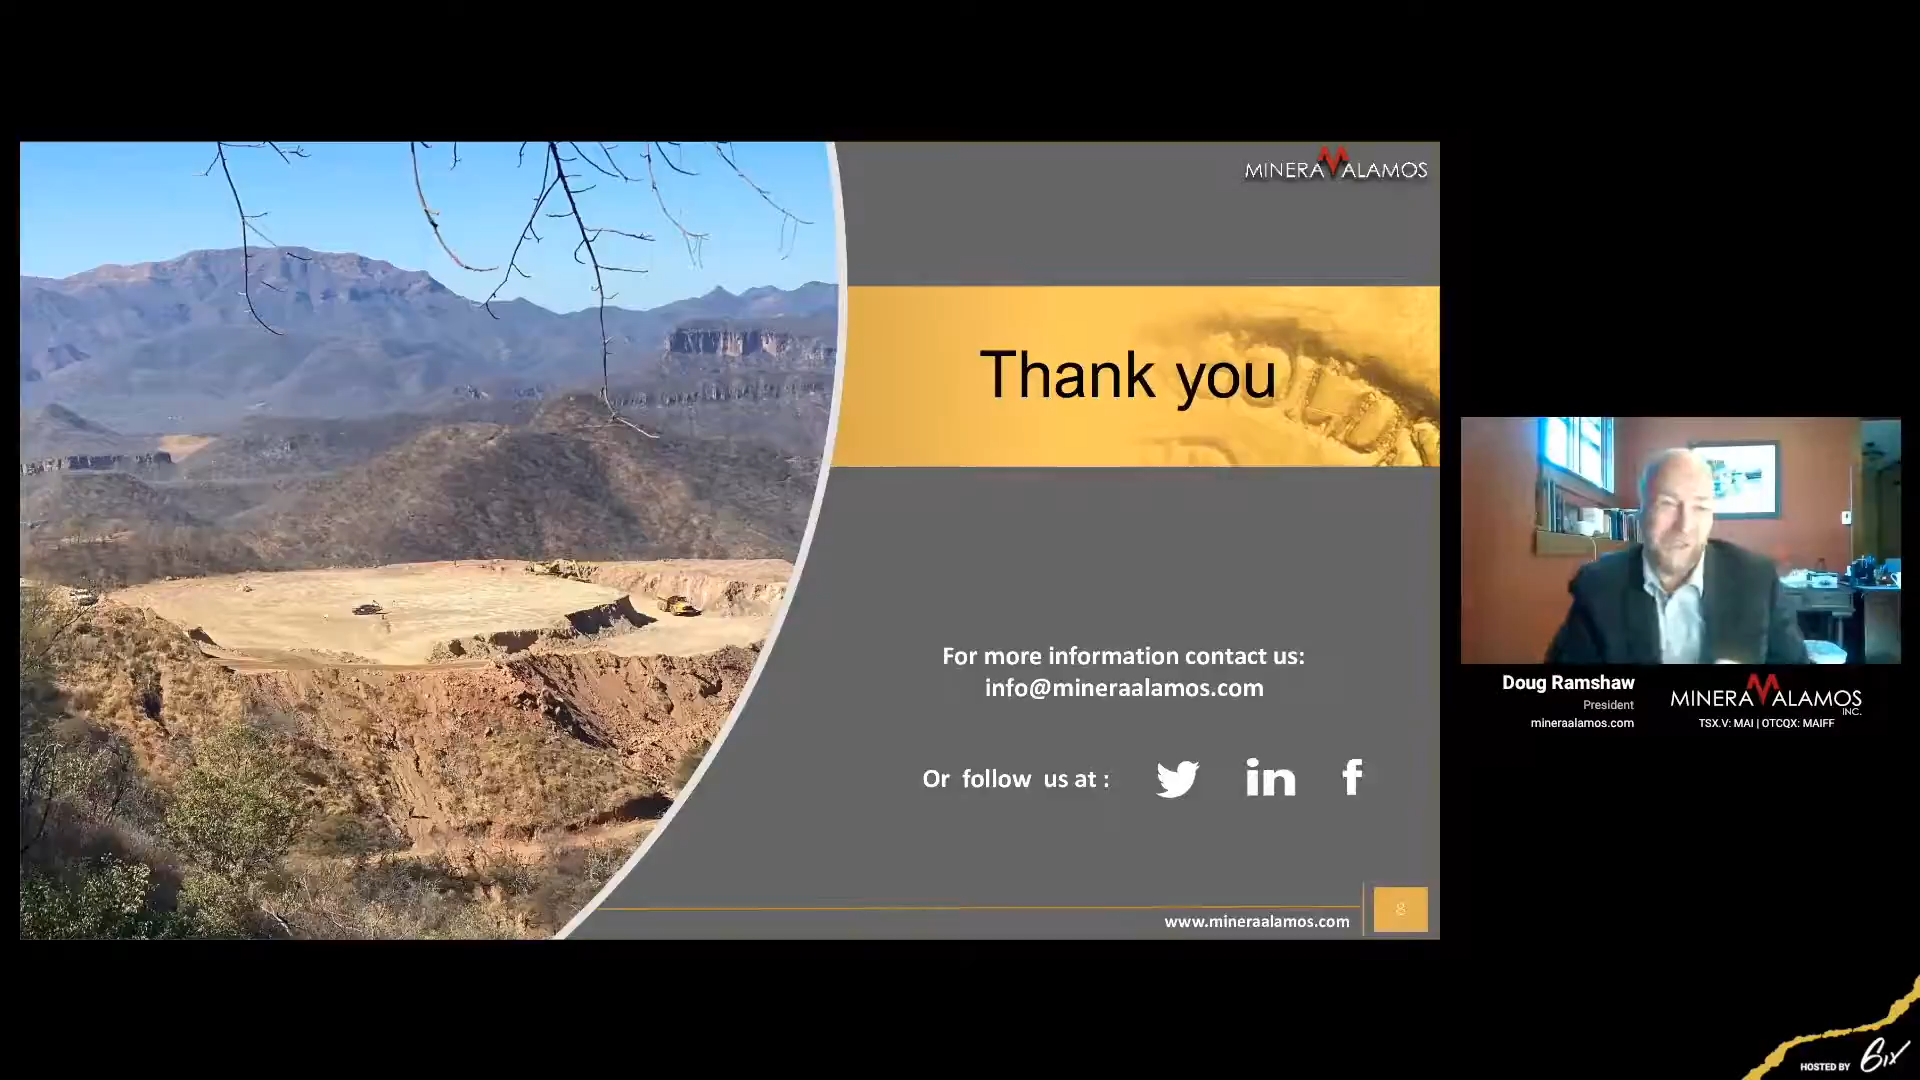 MINERA ALAMOS
Thank you
For more information contact us:
info@mineraalamos.com
Or follow us at :
www.mineraalamos.com
8
Doug Ramshaw
President
mineraalamos.com
MINERA ALAMOS
INC.
TSX.V: MAI | OTCQX: MAIFF
HOSTED BY
6ix